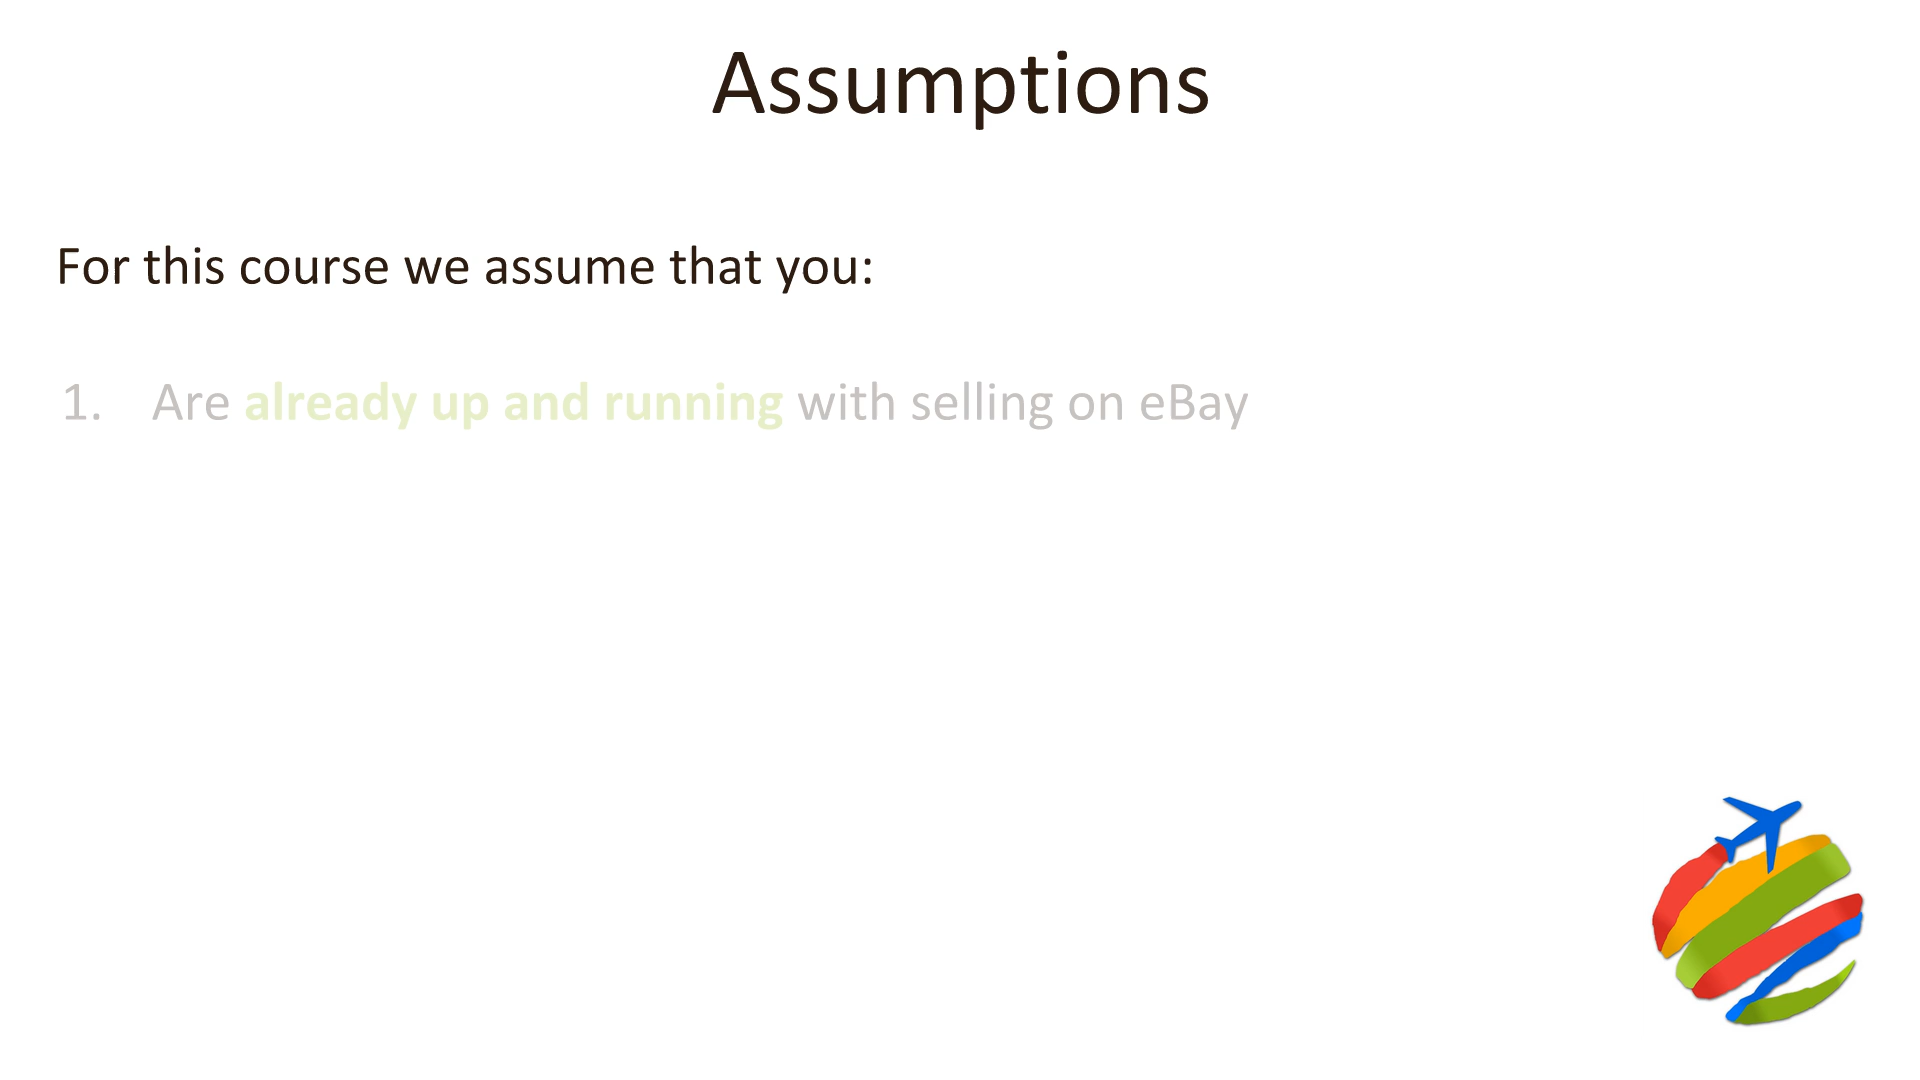 Assumptions
For this course we assume that you:
1. Are already up and running with selling on eBay